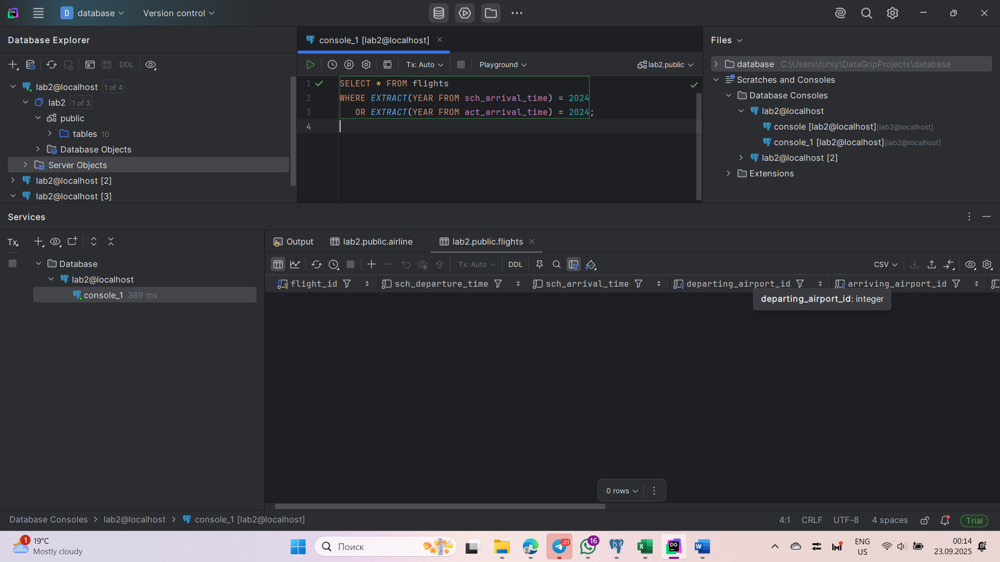 DG
D database
Version control
Database Explorer
console_1 [lab2@localhost]
Files
DDL
Tx: Auto
Playground
lab2.public
lab2@localhost 1 of 4
lab2 1 of 3
public
tables 10
Database Objects
Server Objects
lab2@localhost [2]
lab2@localhost [3]
1 SELECT * FROM flights
2 WHERE EXTRACT(YEAR FROM sch_arrival_time) = 2024
3 OR EXTRACT(YEAR FROM act_arrival_time) = 2024;
4
database C:\Users\tursy\DataGripProjects\database
Scratches and Consoles
Database Consoles
lab2@localhost
console [lab2@localhost] [lab2@localhost]
console_1 [lab2@localhost] [lab2@localhost]
lab2@localhost [2]
Extensions
Services
Tx
Database
lab2@localhost
console_1 389 ms
Output
lab2.public.airline
lab2.public.flights
Tx: Auto
DDL
CSV
flight_id sch_departure_time sch_arrival_time departing_airport_id arriving_airport_id
departing_airport_id: integer
0 rows
Database Consoles > lab2@localhost > console_1 [lab2@localhost]
4:1 CRLF UTF-8 4 spaces
Trial
1
19°C
Mostly cloudy
Поиск
..01
16
DG
ENG
US
00:14
23.09.2025